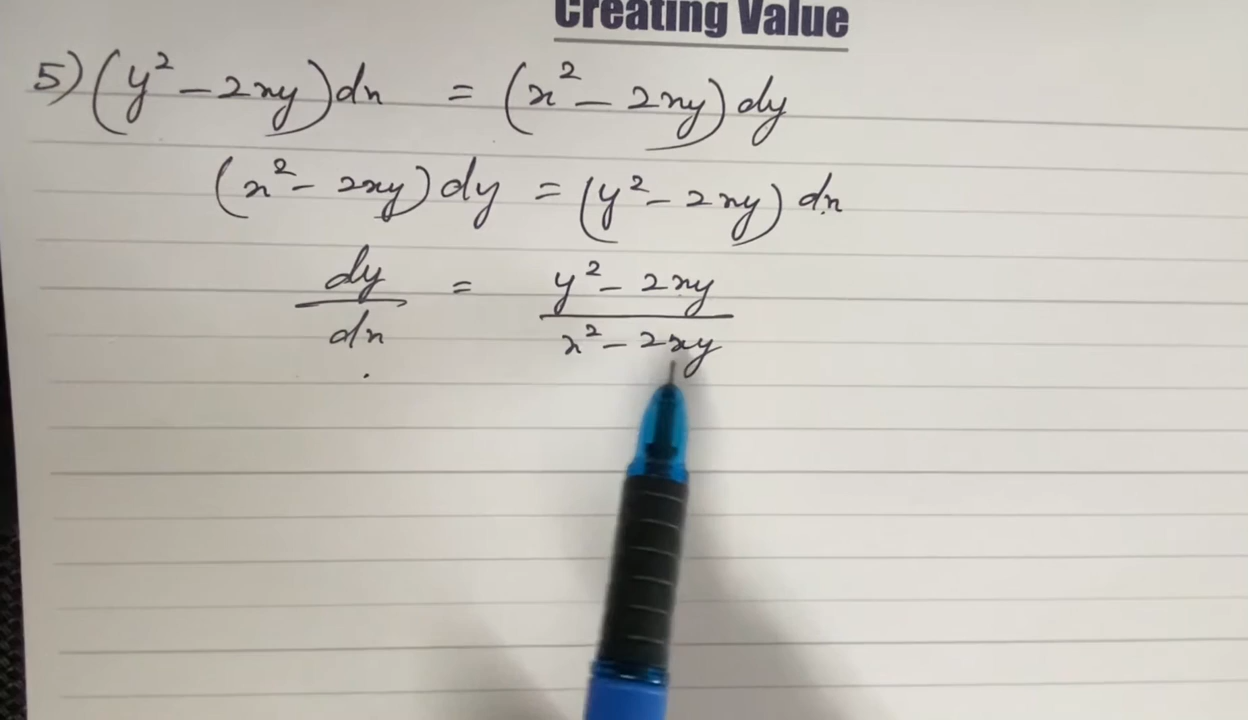 Creating Value
5) (y² - 2xy)dx = (x² - 2xy)dy
(x² - 2xy)dy = (y² - 2xy)dx
dy/dx = y² - 2xy/x² - 2xy